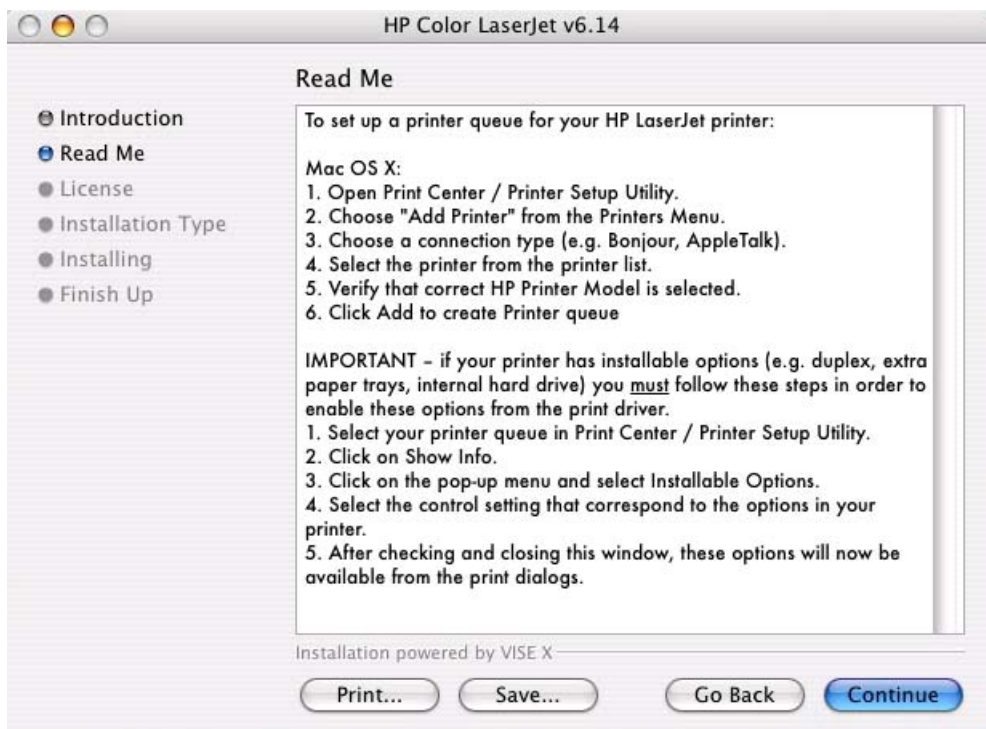 HP Color LaserJet v6.14
Read Me
Introduction
Read Me
License
Installation Type
Installing
Finish Up
To set up a printer queue for your HP LaserJet printer:
Mac OS X:
1. Open Print Center / Printer Setup Utility.
2. Choose "Add Printer" from the Printers Menu.
3. Choose a connection type (e.g. Bonjour, AppleTalk).
4. Select the printer from the printer list.
5. Verify that correct HP Printer Model is selected.
6. Click Add to create Printer queue
IMPORTANT – if your printer has installable options (e.g. duplex, extra
paper trays, internal hard drive) you must follow these steps in order to
enable these options from the print driver.
1. Select your printer queue in Print Center / Printer Setup Utility.
2. Click on Show Info.
3. Click on the pop-up menu and select Installable Options.
4. Select the control setting that correspond to the options in your
printer.
5. After checking and closing this window, these options will now be
available from the print dialogs.
Installation powered by VISE X
Print...
Save...
Go Back
Continue